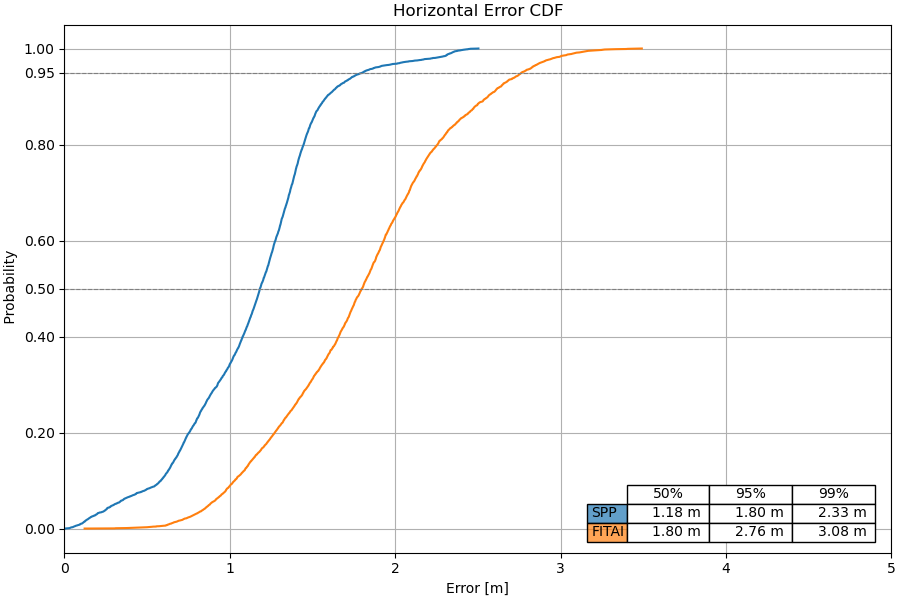 Horizontal Error CDF
1.00
0.95
0.80
0.60
0.50
0.40
0.20
0.00
Probability
50% 95% 99%
SPP 1.18 m 1.80 m 2.33 m
FITAI 1.80 m 2.76 m 3.08 m
0 1 2 3 4 5
Error [m]